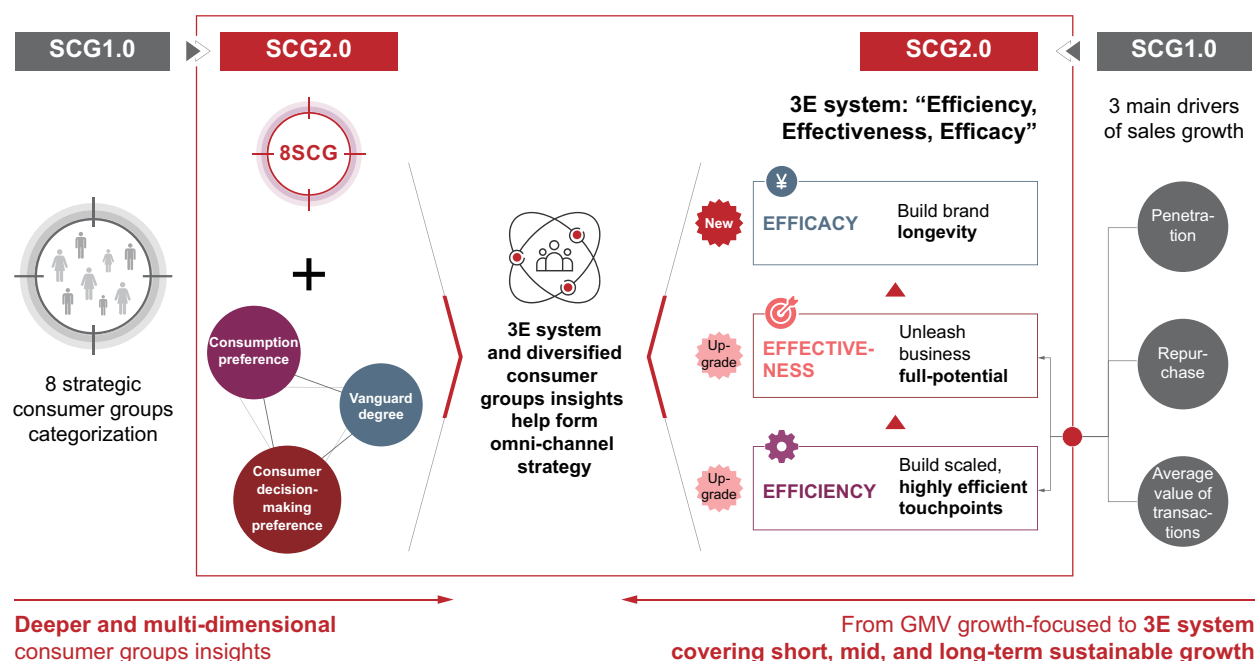 SCG1.0
SCG2.0
SCG2.0
SCG1.0
8 strategic
consumer groups
categorization
8SCG
+
Consumption
preference
Vanguard
degree
Consumer
decision-
making
preference
3E system
and diversified
consumer
groups insights
help form
omni-channel
strategy
3E system: “Efficiency,
Effectiveness, Efficacy”
New
¥
EFFICACY
Build brand
longevity
Up-
grade
EFFECTIVE-
NESS
Unleash
business
full-potential
Up-
grade
EFFICIENCY
Build scaled,
highly efficient
touchpoints
3 main drivers
of sales growth
Penetra-
tion
Repur-
chase
Average
value of
transac-
tions
Deeper and multi-dimensional
consumer groups insights
From GMV growth-focused to 3E system
covering short, mid, and long-term sustainable growth